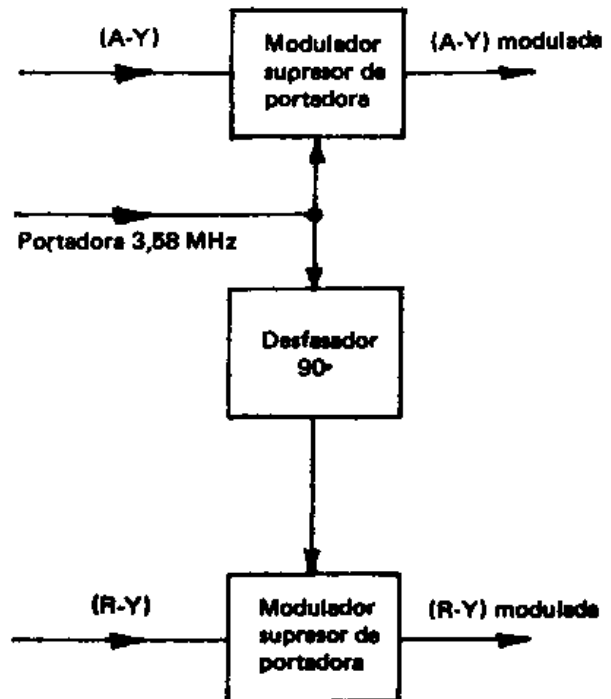 (A-Y)
Modulador
supresor de
portadora
(A-Y) modulada
Portadora 3,58 MHz
Desfasador
90°
(R-Y)
Modulador
supresor de
portadora
(R-Y) modulada